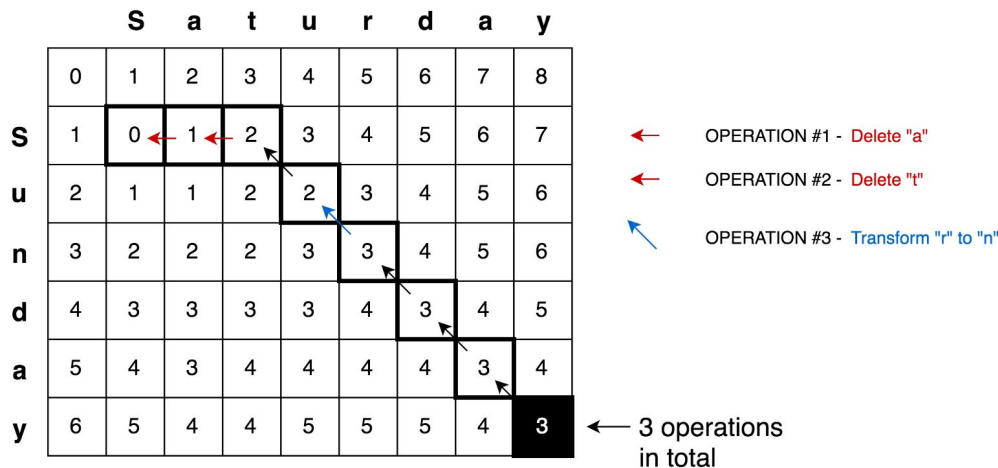 S a t u r d a y
0 1 2 3 4 5 6 7 8
S 1 0 1 2 3 4 5 6 7
u 2 1 1 2 2 3 4 5 6
n 3 2 2 2 3 3 4 5 6
d 4 3 3 3 3 4 3 4 5
a 5 4 3 4 4 4 4 3 4
y 6 5 4 4 5 5 5 4 3
OPERATION #1 - Delete "a"
OPERATION #2 - Delete "t"
OPERATION #3 - Transform "r" to "n"
3 operations
in total